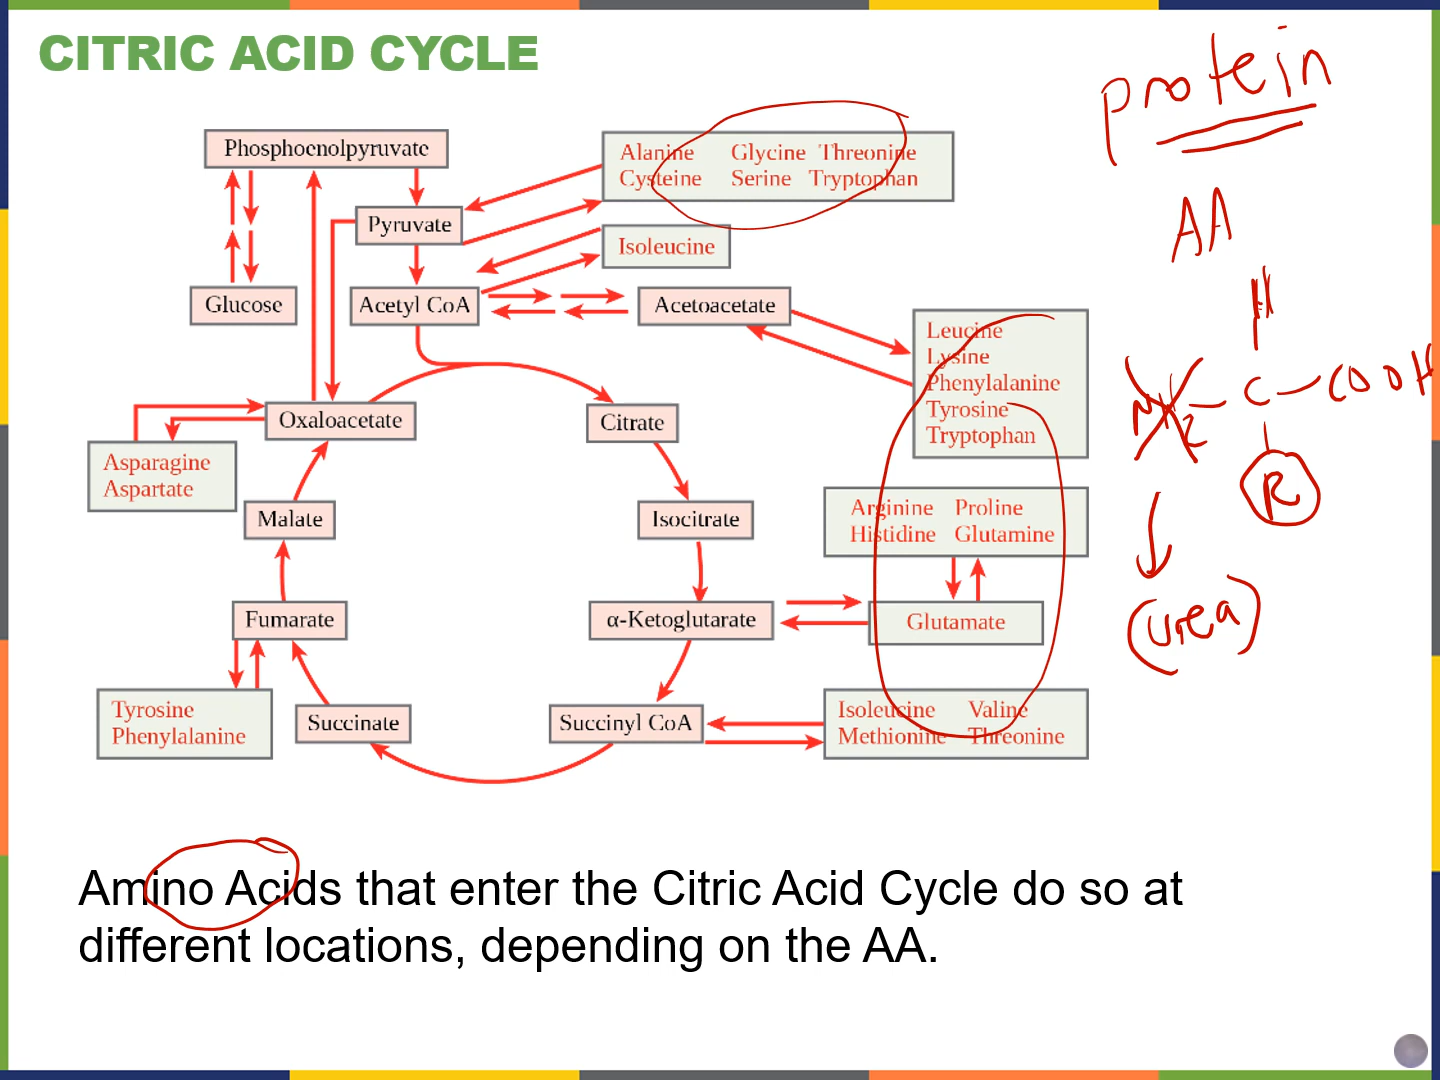 CITRIC ACID CYCLE
protein
Phosphoenolpyruvate
Alanine Glycine Threonine
Cysteine Serine Tryptophan
AA
Pyruvate
Isoleucine
Glucose
Acetyl CoA
Acetoacetate
H
NH2 - C - COOH
R
Leucine
Lysine
Phenylalanine
Tyrosine
Tryptophan
Oxaloacetate
Citrate
Asparagine
Aspartate
Malate
Isocitrate
Arginine Proline
Histidine Glutamine
Fumarate
α-Ketoglutarate
Glutamate
(urea)
Tyrosine
Phenylalanine
Succinate
Succinyl CoA
Isoleucine Valine
Methionine Threonine
Amino Acids that enter the Citric Acid Cycle do so at
different locations, depending on the AA.